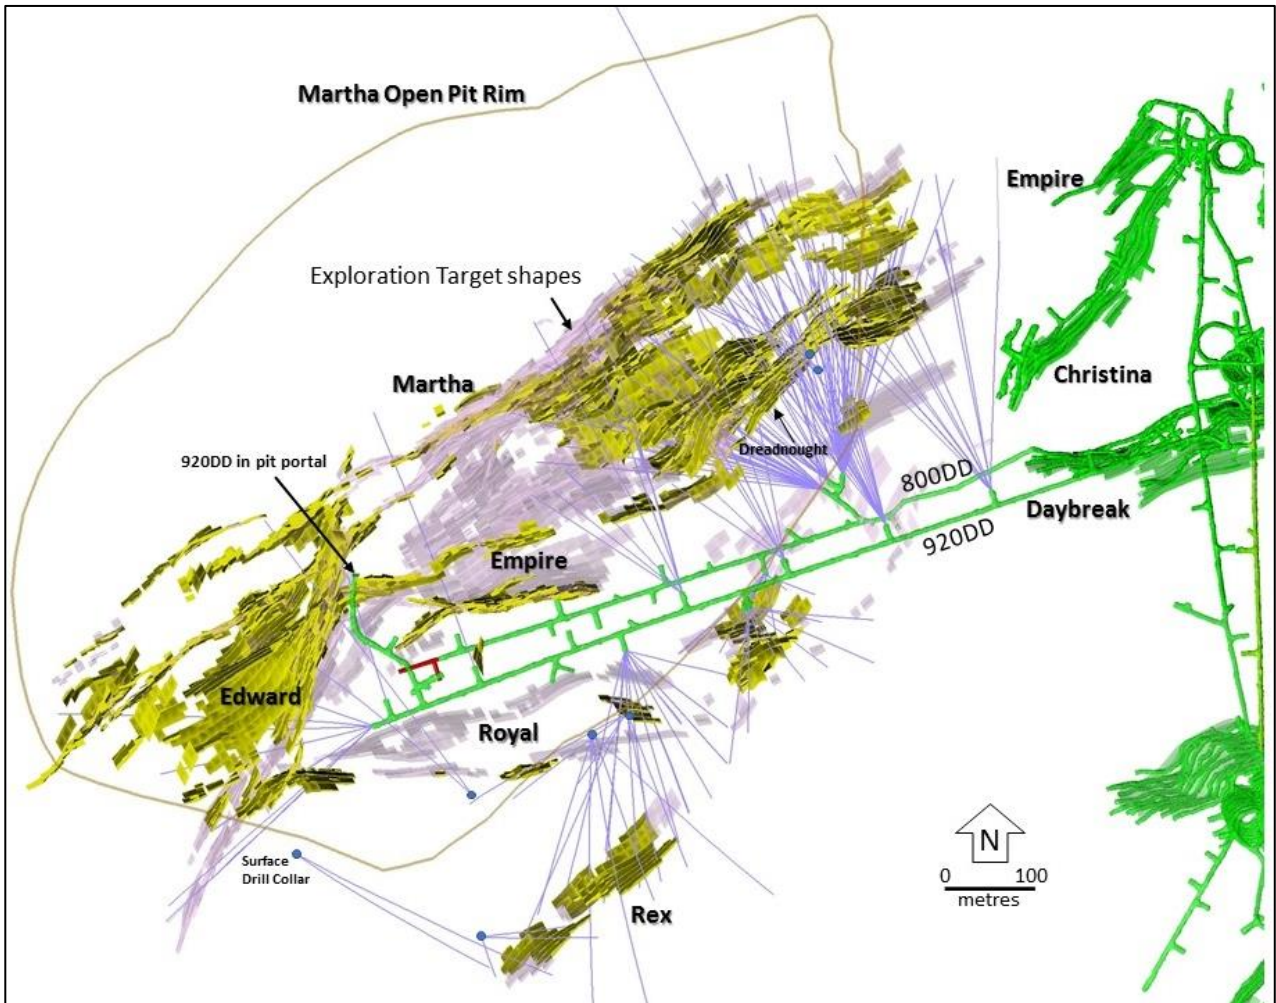 Martha Open Pit Rim
Empire
Exploration Target shapes
Martha
Christina
Dreadnought
920DD in pit portal
800DD
Daybreak
920DD
Empire
Edward
Royal
N
Surface
Drill Collar
0 100
metres
Rex